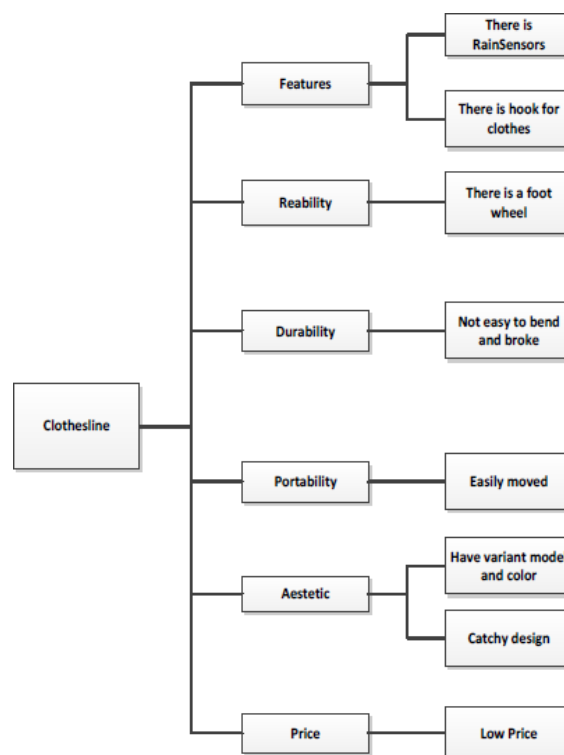 There is
RainSensors
Features
There is hook for
clothes
Reability
There is a foot
wheel
Durability
Not easy to bend
and broke
Clothesline
Portability
Easily moved
Have variant mode
and color
Aestetic
Catchy design
Price
Low Price